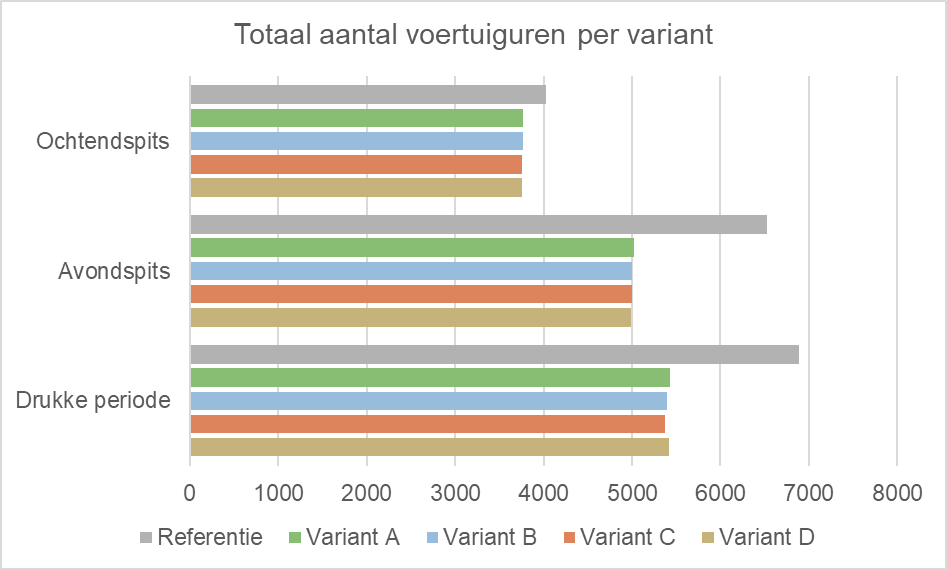 Totaal aantal voertuiguren per variant
Ochtendspits
Avondspits
Drukke periode
0 1000 2000 3000 4000 5000 6000 7000 8000
Referentie Variant A Variant B Variant C Variant D